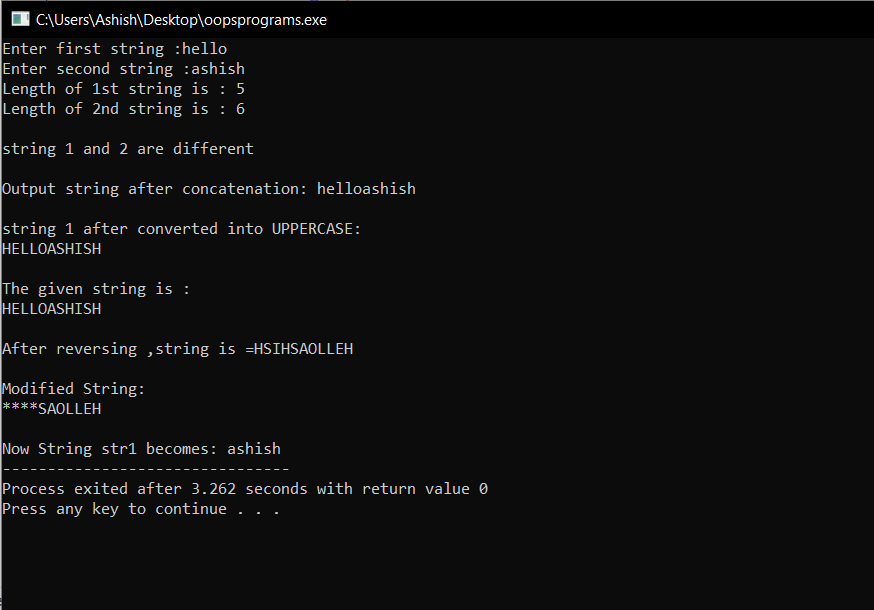 C:\Users\Ashish\Desktop\oopsprograms.exe
Enter first string :hello
Enter second string :ashish
Length of 1st string is : 5
Length of 2nd string is : 6
string 1 and 2 are different
Output string after concatenation: helloashish
string 1 after converted into UPPERCASE:
HELLOASHISH
The given string is :
HELLOASHISH
After reversing ,string is =HSIHSAOLLEH
Modified String:
****SAOLLEH
Now String str1 becomes: ashish
--------------------------------
Process exited after 3.262 seconds with return value 0
Press any key to continue . . .